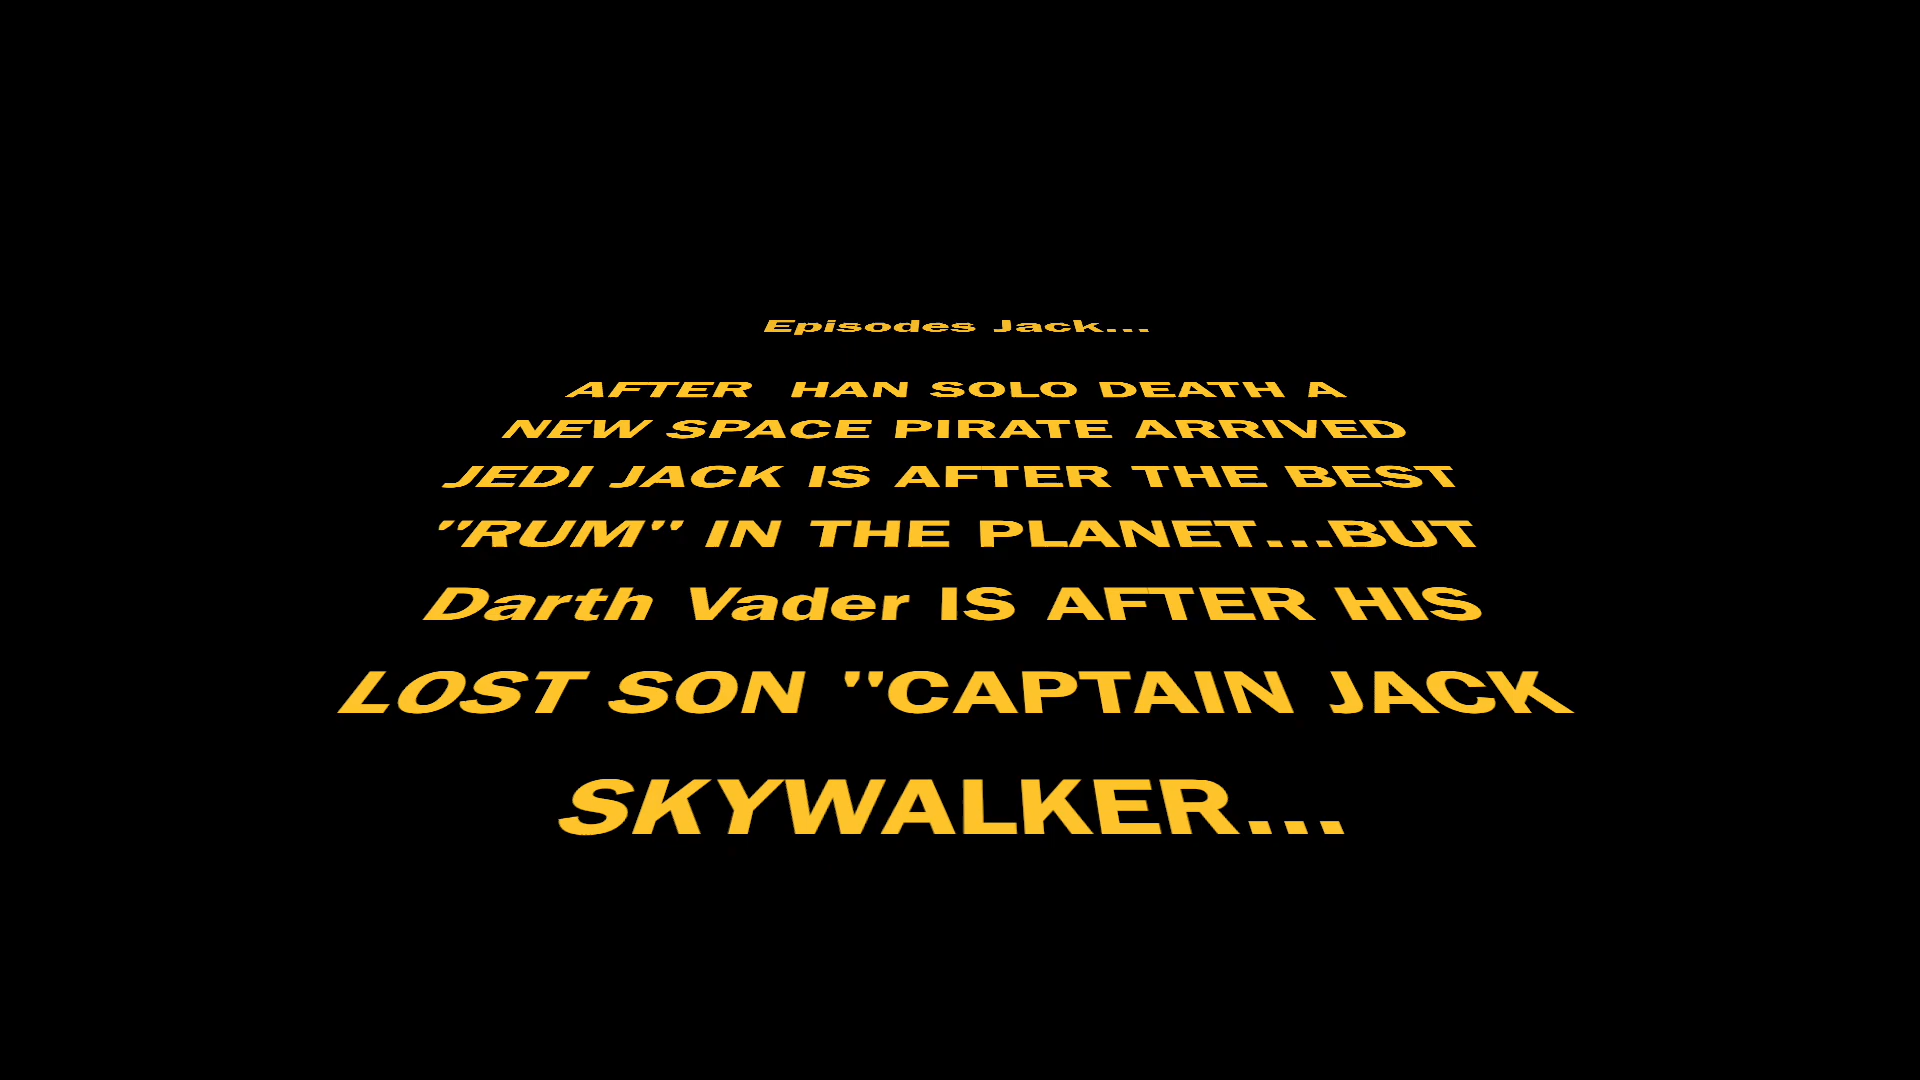 Episodes Jack...
AFTER  HAN SOLO DEATH A
NEW SPACE PIRATE ARRIVED
JEDI JACK IS AFTER THE BEST
"RUM" IN THE PLANET...BUT
Darth Vader IS AFTER HIS
LOST SON "CAPTAIN JACK
SKYWALKER...